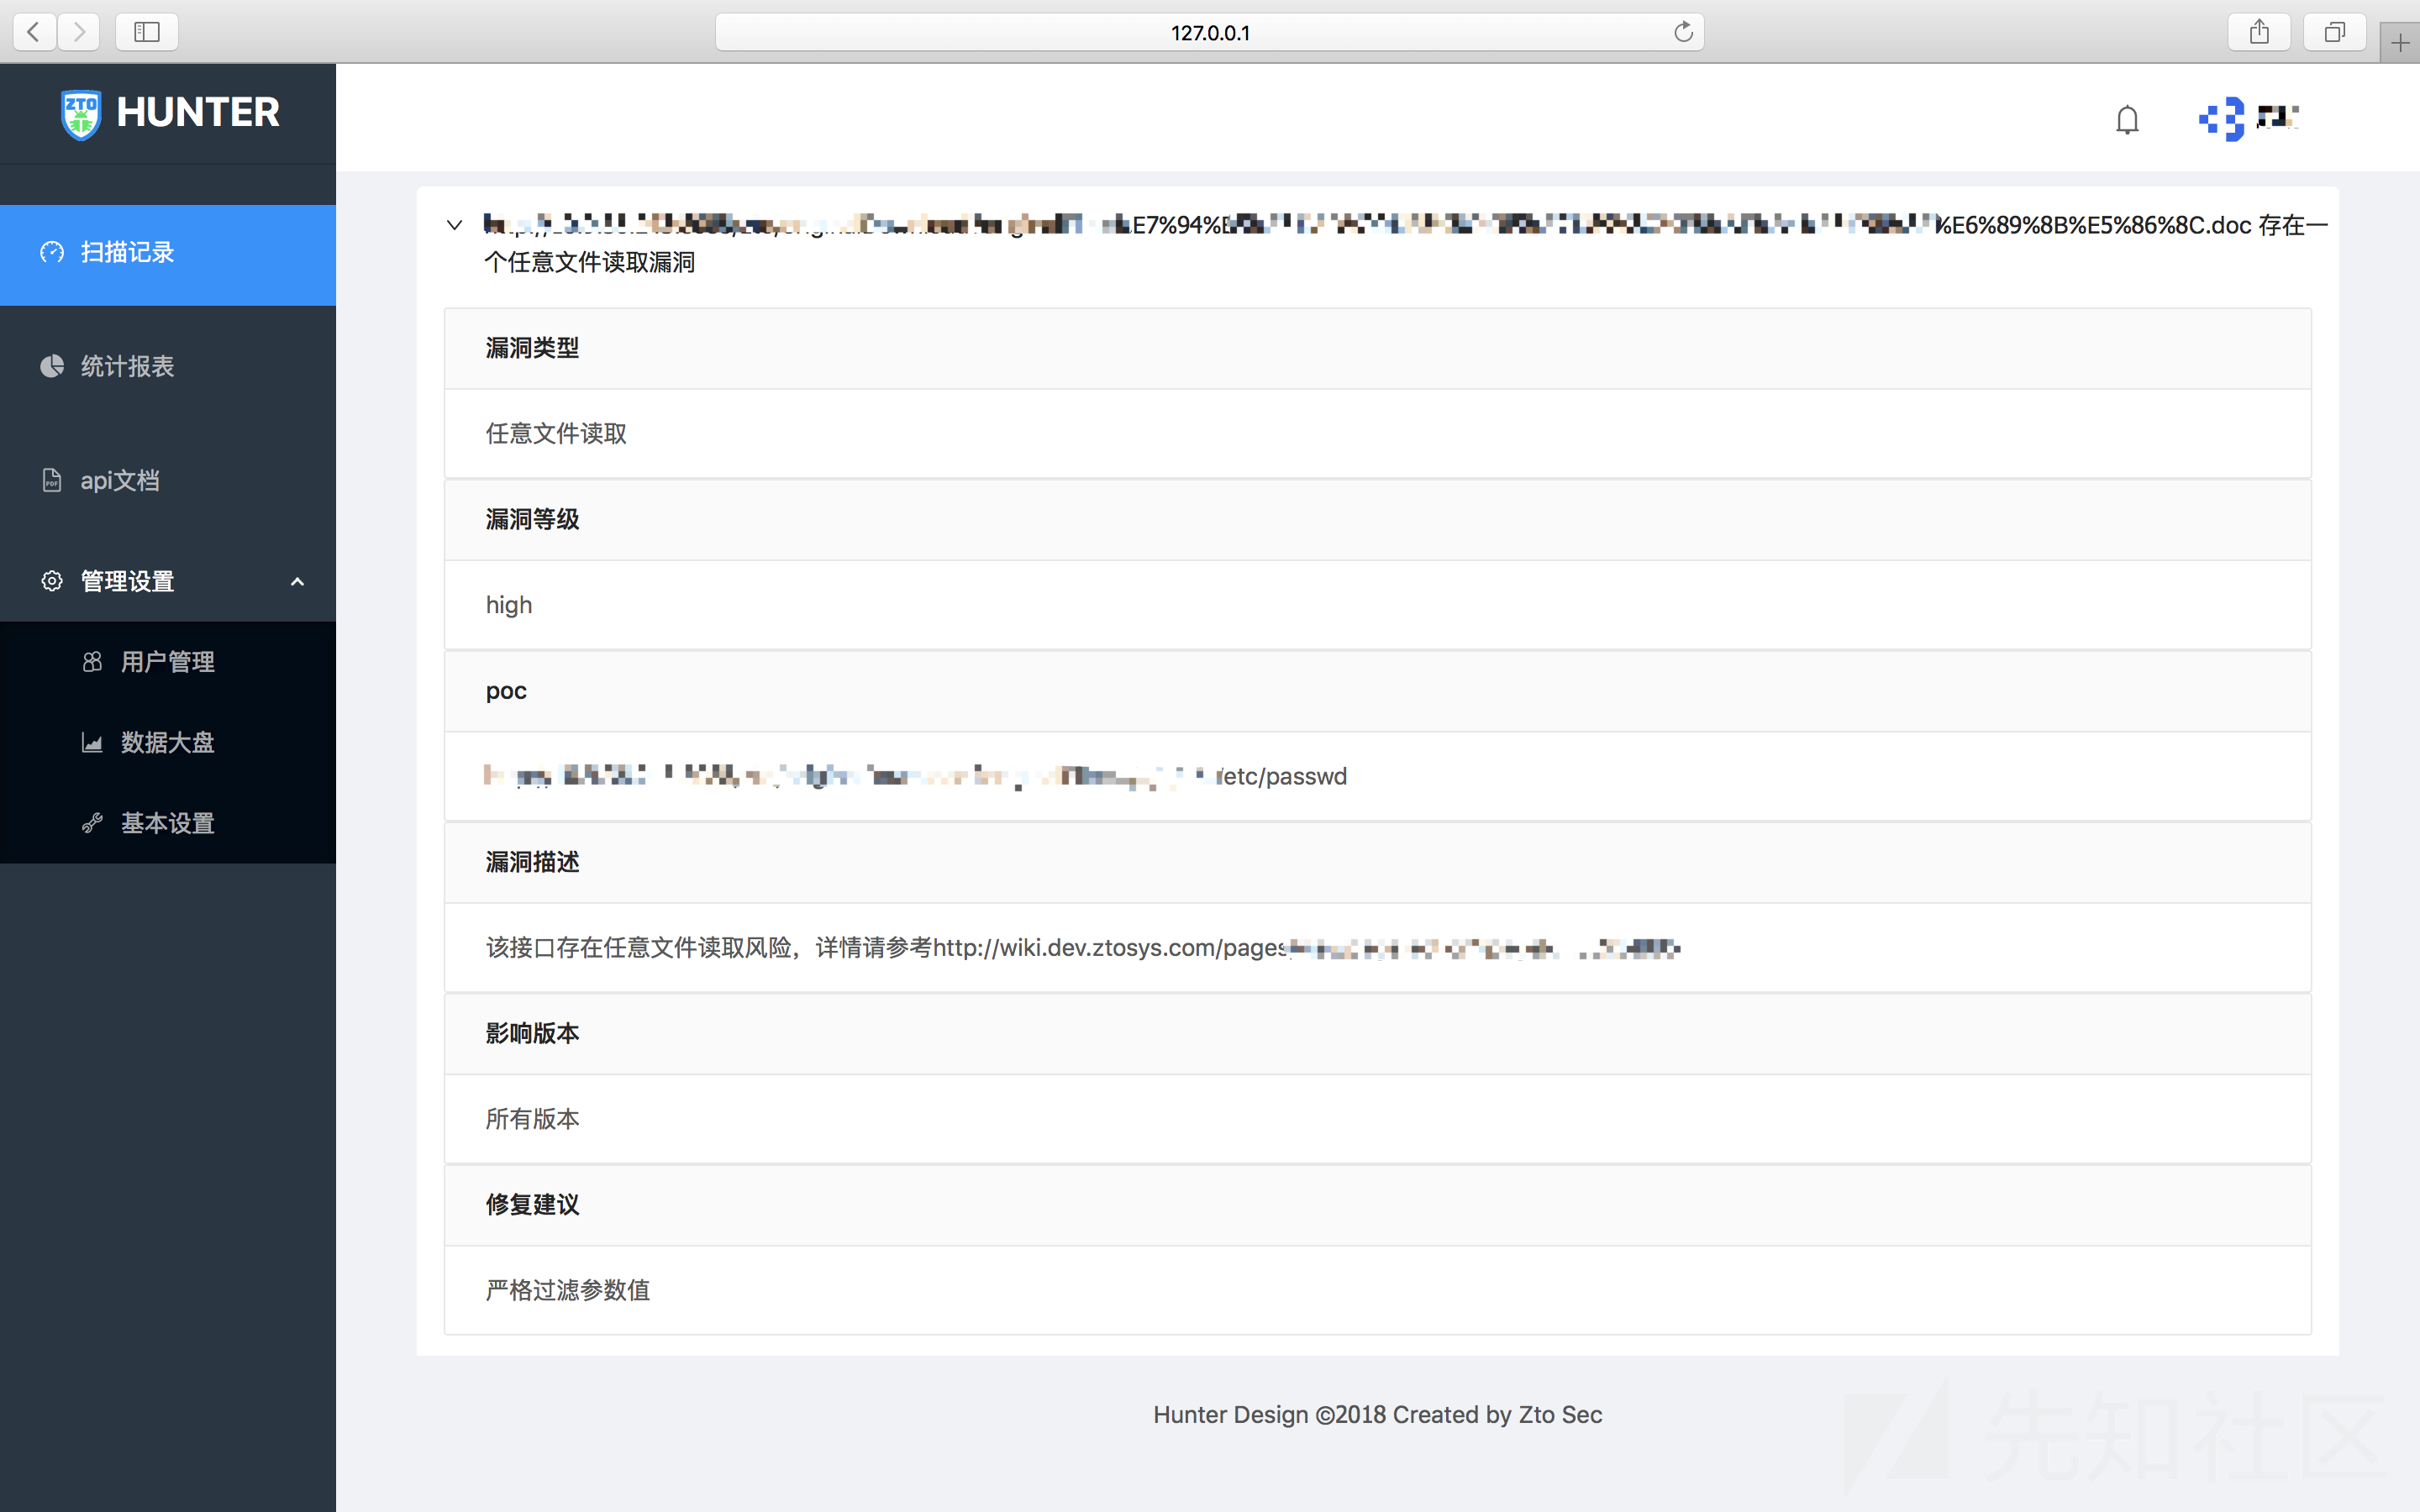 127.0.0.1
ZTO HUNTER
扫描记录
统计报表
api文档
管理设置
用户管理
数据大盘
基本设置
E7%94%E %E6%89%8B%E5%86%8C.doc 存在一
个任意文件读取漏洞
漏洞类型
任意文件读取
漏洞等级
high
poc
/etc/passwd
漏洞描述
该接口存在任意文件读取风险，详情请参考http://wiki.dev.ztosys.com/pages
影响版本
所有版本
修复建议
严格过滤参数值
Hunter Design ©2018 Created by Zto Sec
先知社区